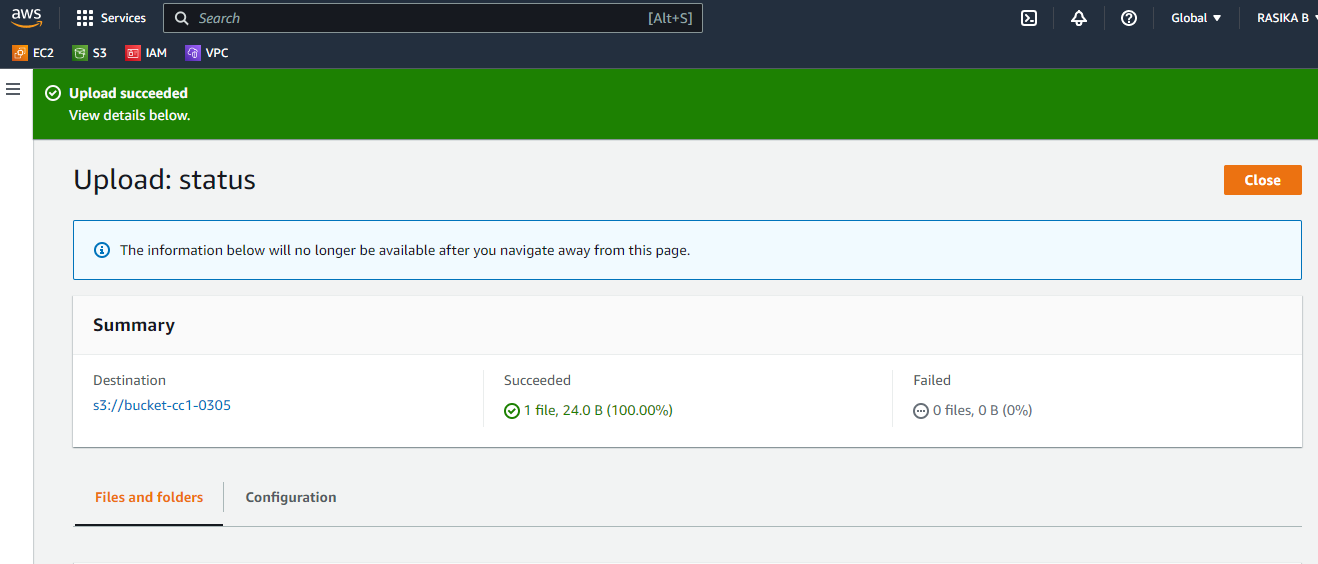 aws
Services
Search
[Alt+S]
Global
RASIKA B
EC2
S3
IAM
VPC
Upload succeeded
View details below.
Upload: status
Close
The information below will no longer be available after you navigate away from this page.
Summary
Destination
s3://bucket-cc1-0305
Succeeded
1 file, 24.0 B (100.00%)
Failed
0 files, 0 B (0%)
Files and folders
Configuration